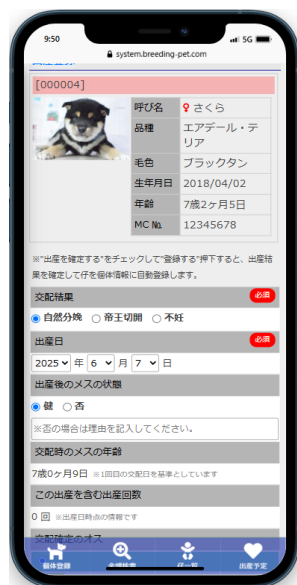 9:50
5G
system.breeding-pet.com
[000004]
呼び名 ♀さくら
品種 エアデール・テ
リア
毛色 ブラックタン
生年月日 2018/04/02
年齢 7歳2ヶ月5日
MC № 12345678
※"出産を確定する"をチェックして"登録する"押下すると、出産結
果を確定して仔を個体情報に自動登録します。
交配結果 必須
自然分娩 帝王切開 不妊
出産日 必須
2025 年 6 月 7 日
出産後のメスの状態
健 否
※否の場合は理由を記入してください。
交配時のメスの年齢
7歳0ヶ月9日 ※1回目の交配日を基準としています
この出産を含む出産回数
0 回 ※出産日時点の情報です
交配確定のオス
個体登録 仔一覧 出産予定